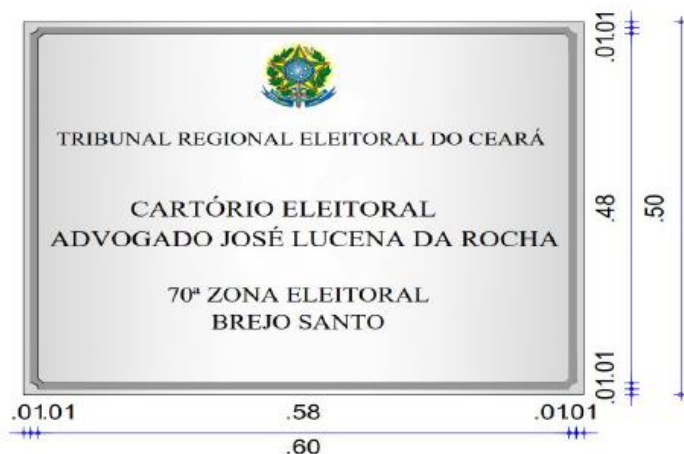 TRIBUNAL REGIONAL ELEITORAL DO CEARÁ
CARTÓRIO ELEITORAL
ADVOGADO JOSÉ LUCENA DA ROCHA
70ª ZONA ELEITORAL
BREJO SANTO
.01.01
.48
.01.01
.50
.01.01 .58 .01.01
.60